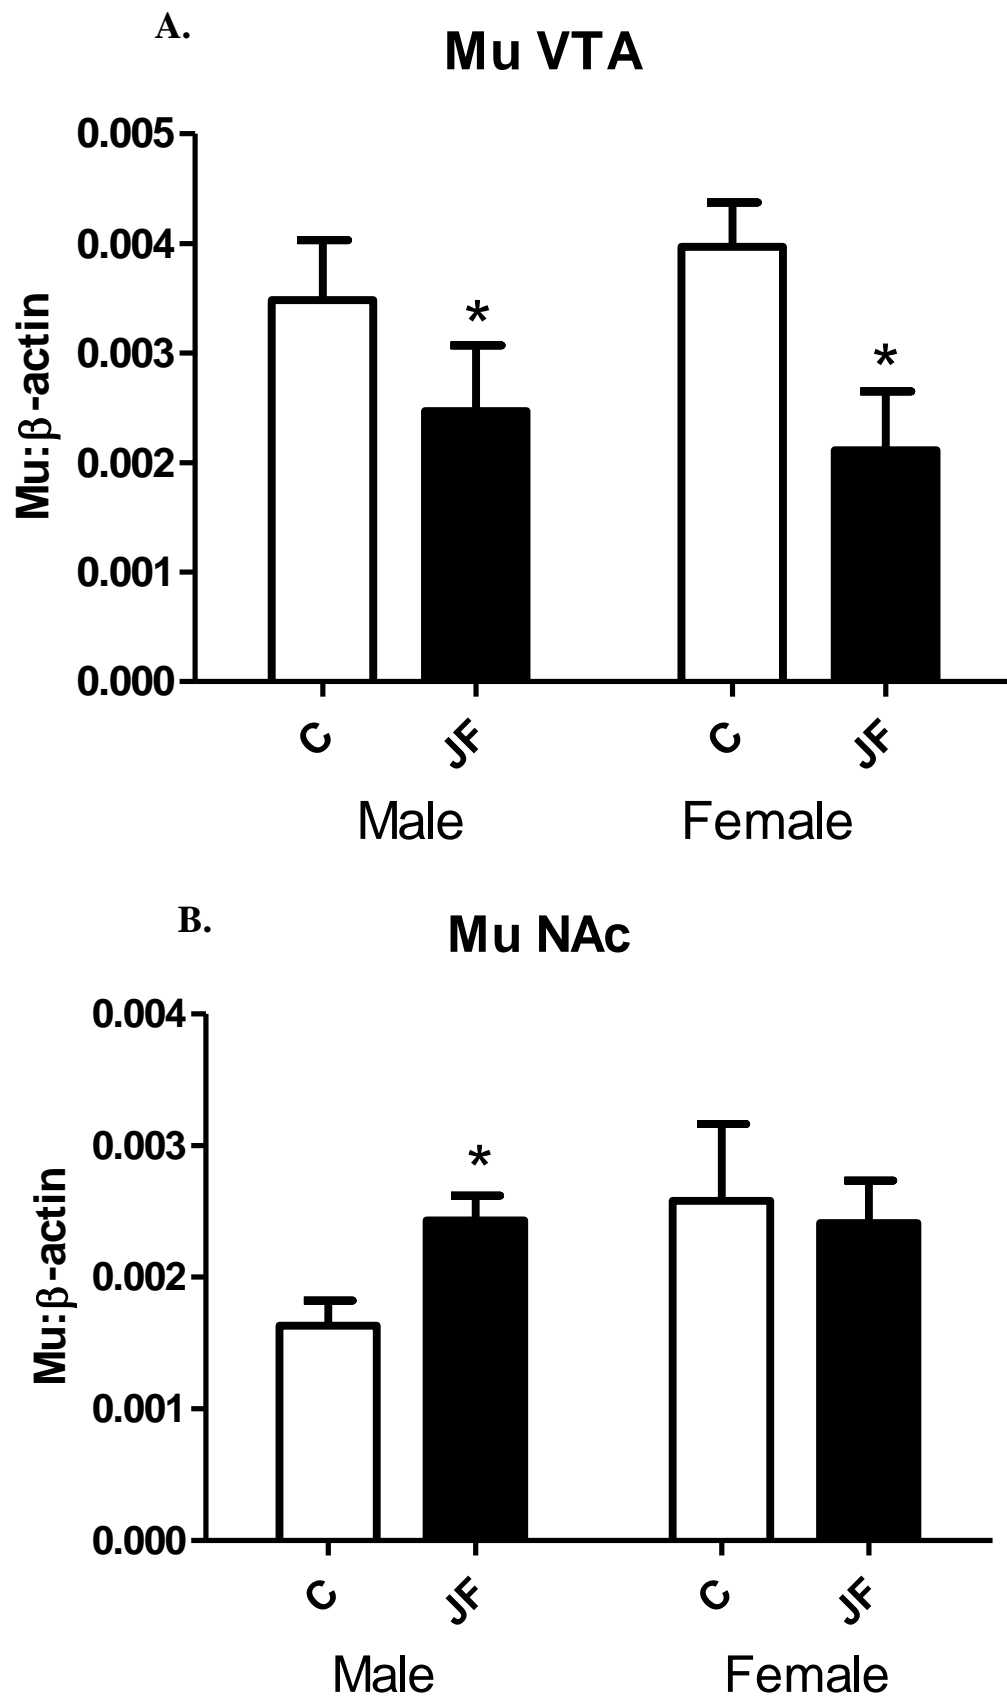 A.
Mu VTA
0.005
0.004
0.003
0.002
0.001
0.000
Mu:β-actin
*
*
C JF C JF
Male Female
B.
Mu NAc
0.004
0.003
0.002
0.001
0.000
Mu:β-actin
*
C JF C JF
Male Female